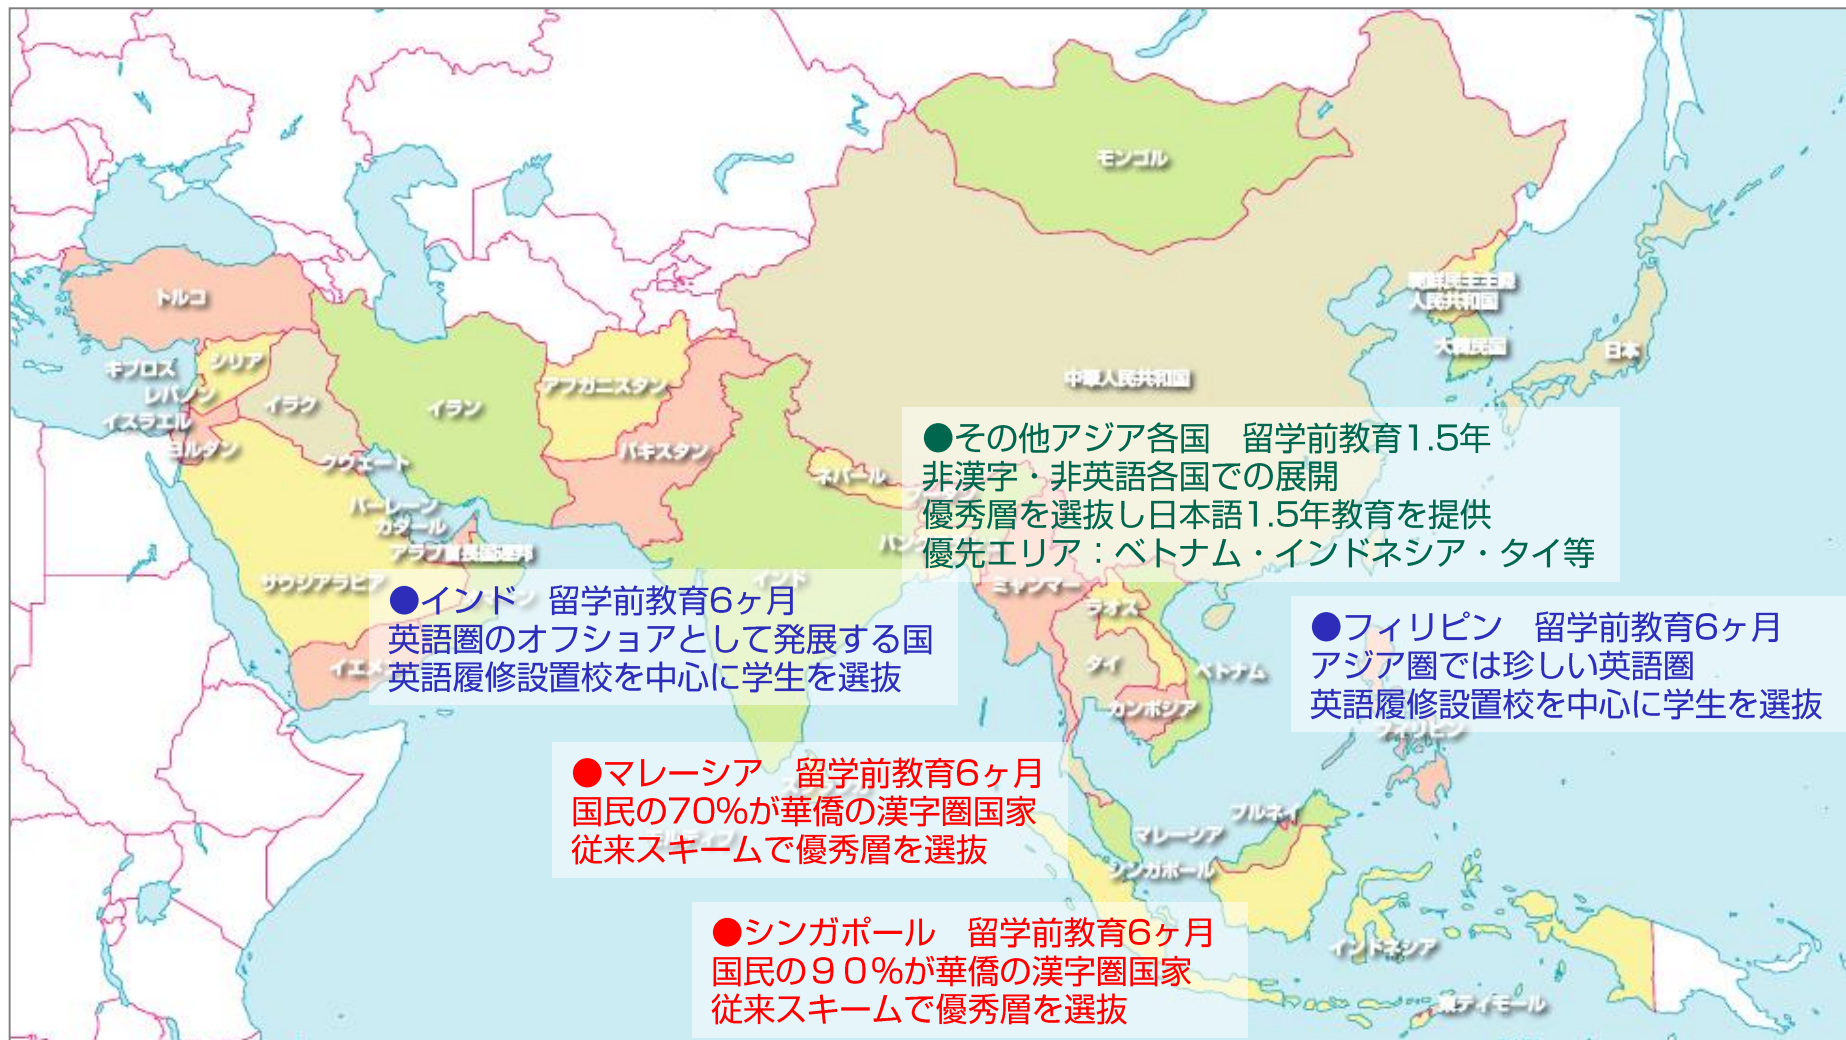 モンゴル
トルコ
朝鮮民主主義
人民共和国
大韓民国
日本
キプロス
シリア
レバノン
イスラエル
ヨルダン
イラク
イラン
アフガニスタン
中華人民共和国
クウェート
パキスタン
バーレーン
カタール
アラブ首長国連邦
サウジアラビア
ネパール
●その他アジア各国　留学前教育1.5年
非漢字・非英語各国での展開
優秀層を選抜し日本語1.5年教育を提供
優先エリア：ベトナム・インドネシア・タイ等
インド
ミャンマー
ラオス
タイ
ベトナム
カンボジア
●インド　留学前教育6ヶ月
英語圏のオフショアとして発展する国
英語履修設置校を中心に学生を選抜
●フィリピン　留学前教育6ヶ月
アジア圏では珍しい英語圏
英語履修設置校を中心に学生を選抜
フィリピン
●マレーシア　留学前教育6ヶ月
国民の70%が華僑の漢字圏国家
従来スキームで優秀層を選抜
ブルネイ
マレーシア
シンガポール
●シンガポール　留学前教育6ヶ月
国民の９０%が華僑の漢字圏国家
従来スキームで優秀層を選抜
インドネシア
東ティモール